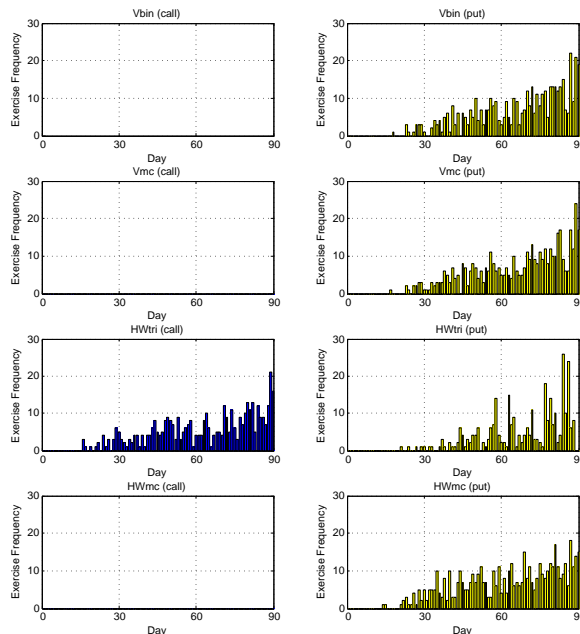 Vbin (call)
30
20
10
0
Exercise Frequency
0 30 60 90
Day
Vbin (put)
30
20
10
0
Exercise Frequency
0 30 60 90
Day
Vmc (call)
30
20
10
0
Exercise Frequency
0 30 60 90
Day
Vmc (put)
30
20
10
0
Exercise Frequency
0 30 60 90
Day
HWtri (call)
30
20
10
0
Exercise Frequency
0 30 60 90
Day
HWtri (put)
30
20
10
0
Exercise Frequency
0 30 60 90
Day
HWmc (call)
30
20
10
0
Exercise Frequency
0 30 60 90
Day
HWmc (put)
30
20
10
0
Exercise Frequency
0 30 60 90
Day